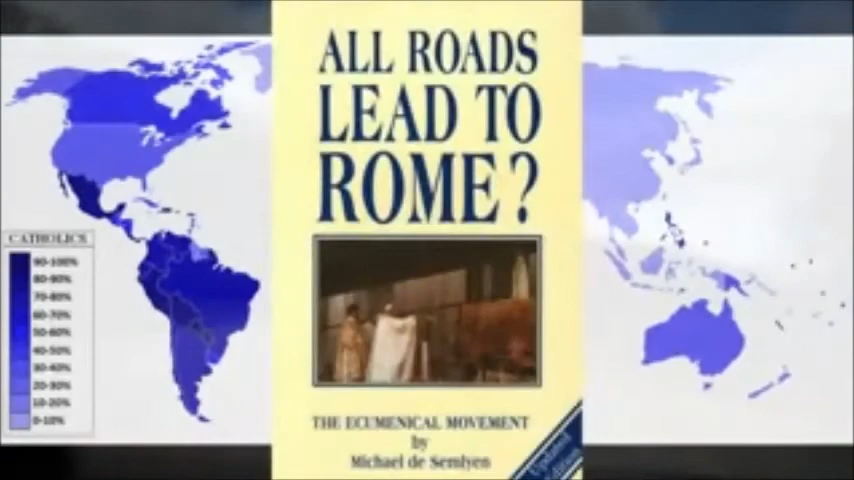 ALL ROADS
LEAD TO
ROME?
CATHOLICS
90-100%
80-90%
70-80%
60-70%
50-60%
40-50%
30-40%
20-30%
10-20%
0-10%
THE ECUMENICAL MOVEMENT
by
Michael de Semlyen
Updated
Edition